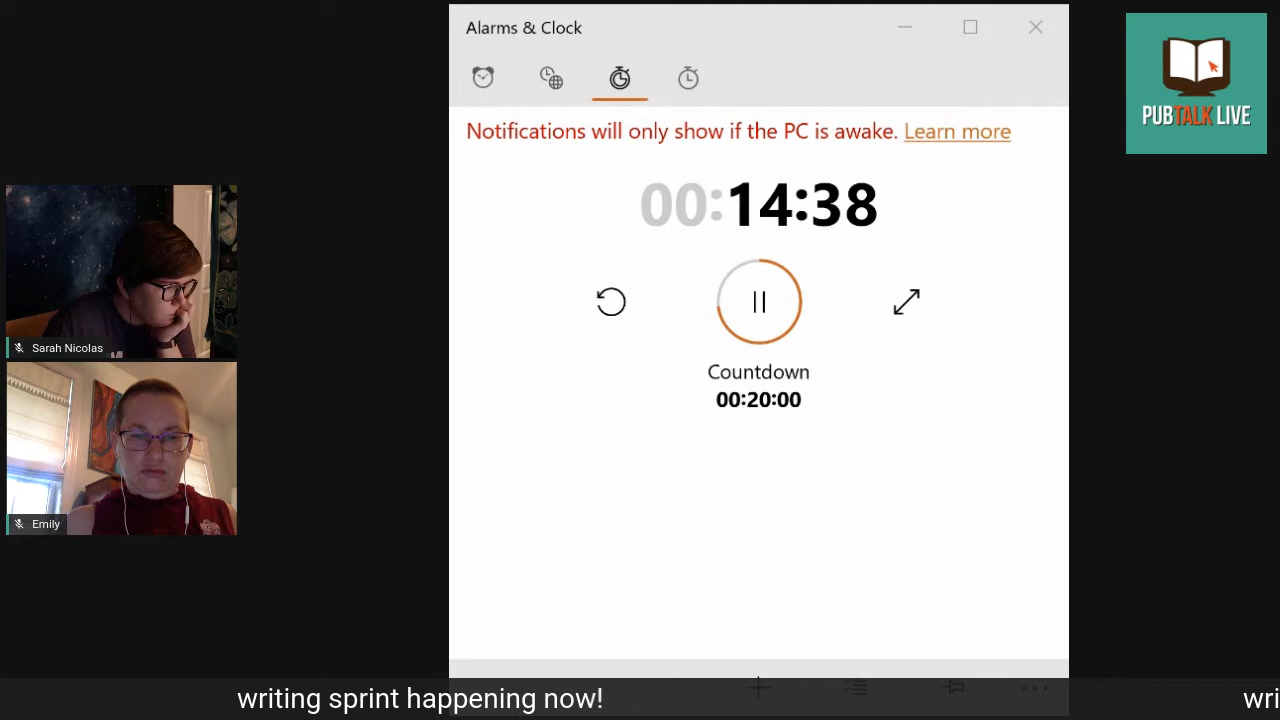 Alarms & Clock
PUBTALK LIVE
Notifications will only show if the PC is awake. Learn more
00:14:38
Countdown
00:20:00
Sarah Nicolas
Emily
writing sprint happening now!
wri